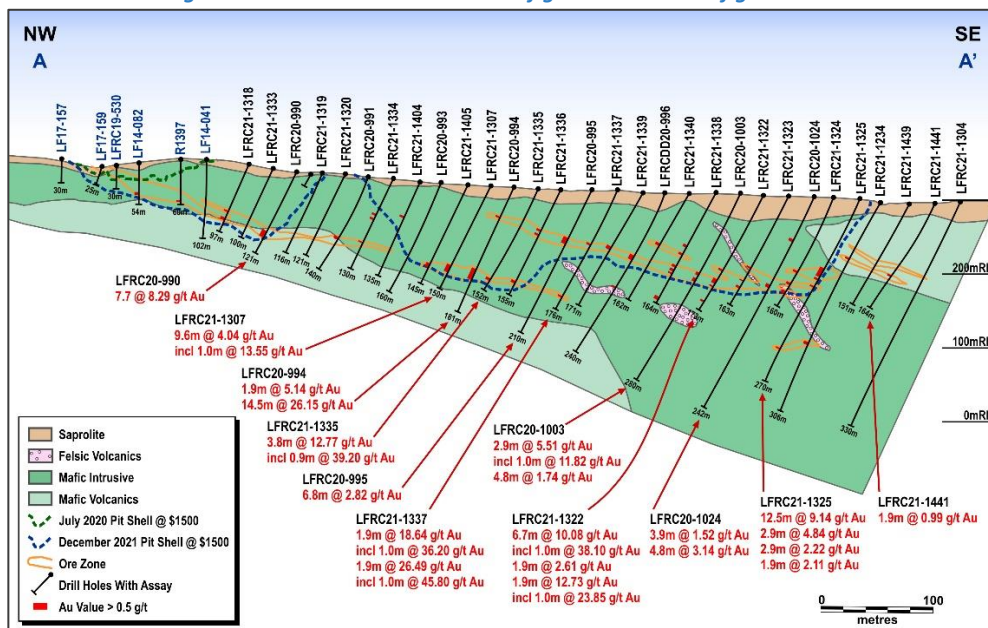 NW
SE
A
A'
LF17-157
LF17-159
LFRC19-530
LF14-082
R1397
LF14-041
LFRC21-1318
LFRC21-1333
LFRC20-990
LFRC21-1319
LFRC21-1320
LFRC20-991
LFRC21-1334
LFRC21-1404
LFRC20-993
LFRC21-1405
LFRC21-1307
LFRC20-994
LFRC21-1335
LFRC21-1336
LFRC20-995
LFRC21-1337
LFRC21-1339
LFRCDD20-996
LFRC21-1340
LFRC21-1338
LFRC20-1003
LFRC21-1322
LFRC21-1323
LFRC20-1024
LFRC21-1324
LFRC21-1325
LFRC21-1234
LFRC21-1439
LFRC21-1441
LFRC21-1304
30m
25m
30m
54m
102m
97m
100m
121m
116m
121m
140m
130m
135m
160m
145m
150m
181m
152m
155m
210m
176m
171m
240m
162m
164m
280m
242m
163m
160m
270m
306m
151m
164m
330m
200mRL
100mRL
0mRL
LFRC20-990
7.7 @ 8.29 g/t Au
LFRC21-1307
9.6m @ 4.04 g/t Au
incl 1.0m @ 13.55 g/t Au
LFRC20-994
1.9m @ 5.14 g/t Au
14.5m @ 26.15 g/t Au
LFRC21-1335
3.8m @ 12.77 g/t Au
incl 0.9m @ 39.20 g/t Au
LFRC20-995
6.8m @ 2.82 g/t Au
LFRC21-1337
1.9m @ 18.64 g/t Au
incl 1.0m @ 36.20 g/t Au
1.9m @ 26.49 g/t Au
incl 1.0m @ 45.80 g/t Au
LFRC20-1003
2.9m @ 5.51 g/t Au
incl 1.0m @ 11.82 g/t Au
4.8m @ 1.74 g/t Au
LFRC21-1322
6.7m @ 10.08 g/t Au
incl 1.0m @ 38.10 g/t Au
1.9m @ 2.61 g/t Au
1.9m @ 12.73 g/t Au
incl 1.0m @ 23.85 g/t Au
LFRC20-1024
3.9m @ 1.52 g/t Au
4.8m @ 3.14 g/t Au
LFRC21-1325
12.5m @ 9.14 g/t Au
2.9m @ 4.84 g/t Au
2.9m @ 2.22 g/t Au
1.9m @ 2.11 g/t Au
LFRC21-1441
1.9m @ 0.99 g/t Au
Saprolite
Felsic Volcanics
Mafic Intrusive
Mafic Volcanics
July 2020 Pit Shell @ $1500
December 2021 Pit Shell @ $1500
Ore Zone
Drill Holes With Assay
Au Value > 0.5 g/t
0
100
metres